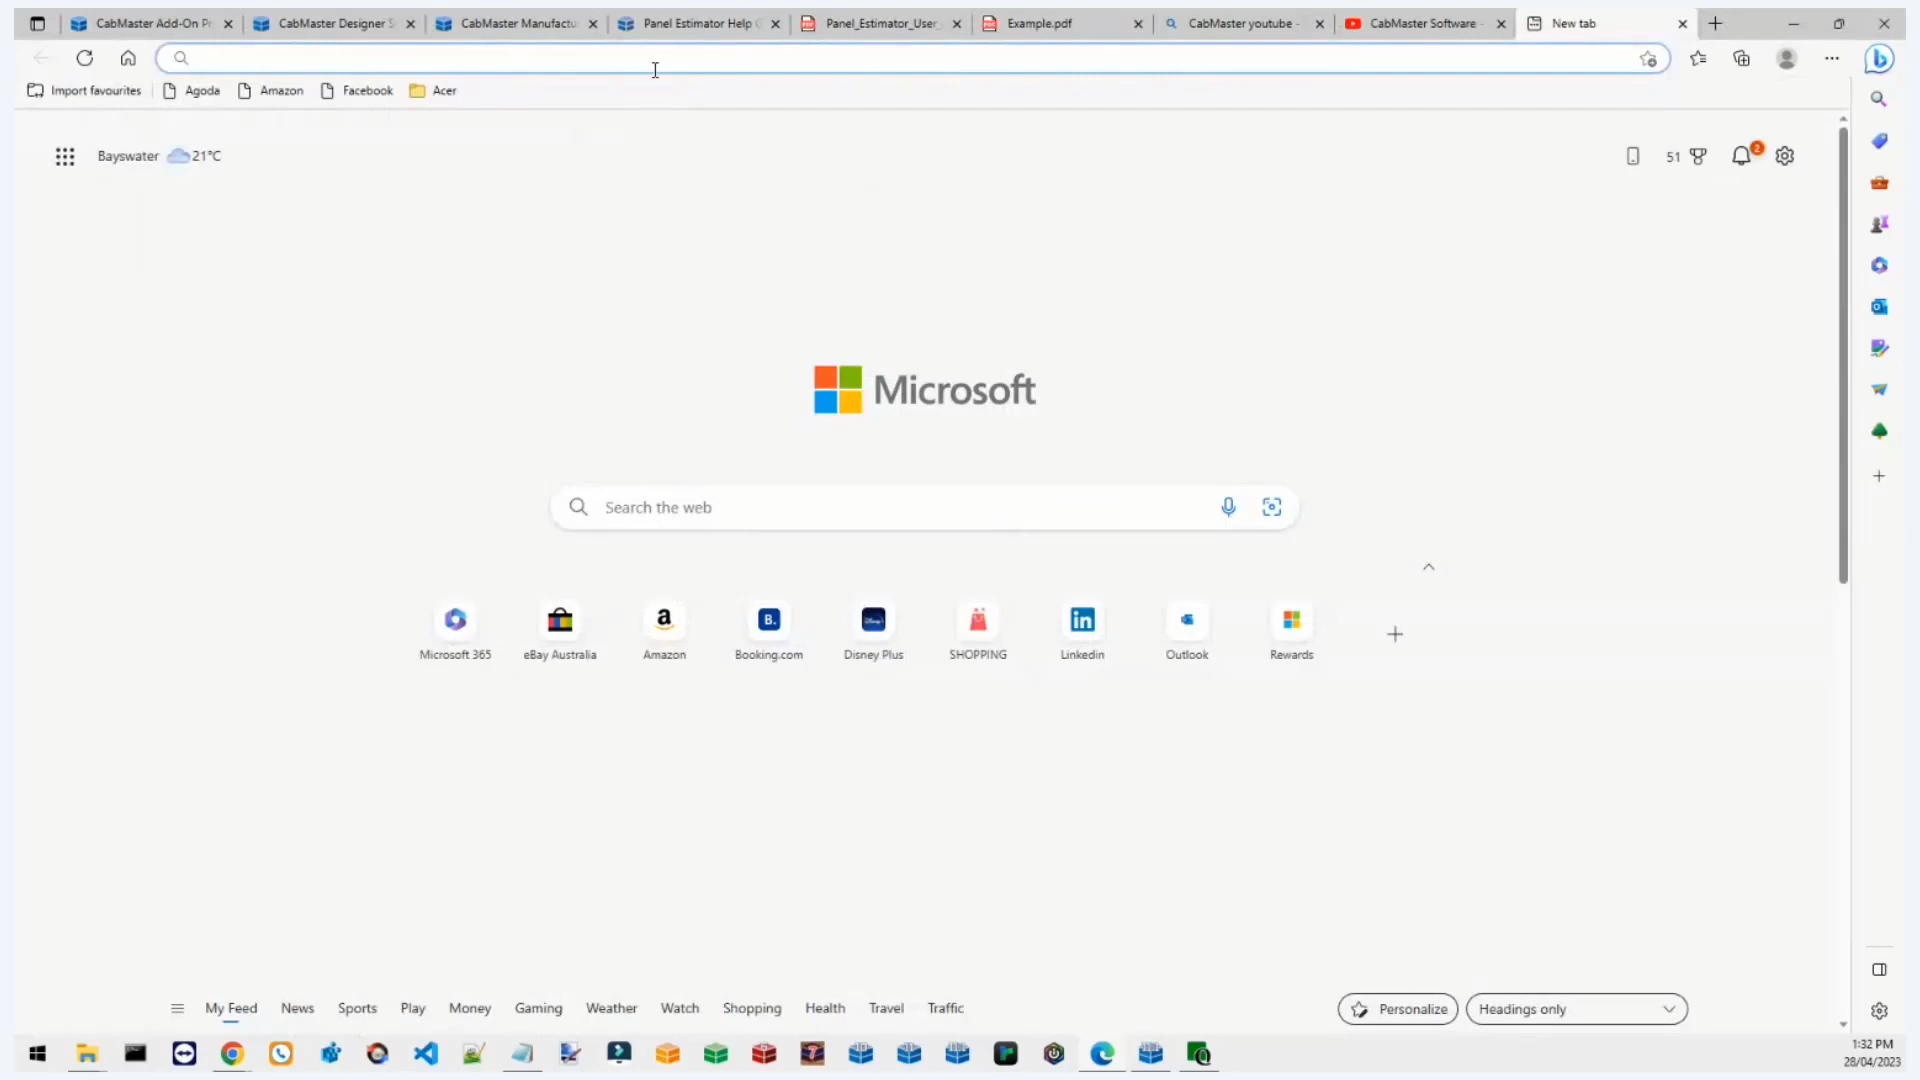 CabMaster Add-On Pr
CabMaster Designer S
CabMaster Manufactu
Panel Estimator Help
Panel_Estimator_User_
Example.pdf
CabMaster youtube -
CabMaster Software -
New tab
Import favourites
Agoda
Amazon
Facebook
Acer
Bayswater
21°C
51
2
Microsoft
Search the web
Microsoft 365
eBay Australia
Amazon
Booking.com
Disney Plus
SHOPPING
Linkedin
Outlook
Rewards
My Feed
News
Sports
Play
Money
Gaming
Weather
Watch
Shopping
Health
Travel
Traffic
Personalize
Headings only
1:32 PM
28/04/2023